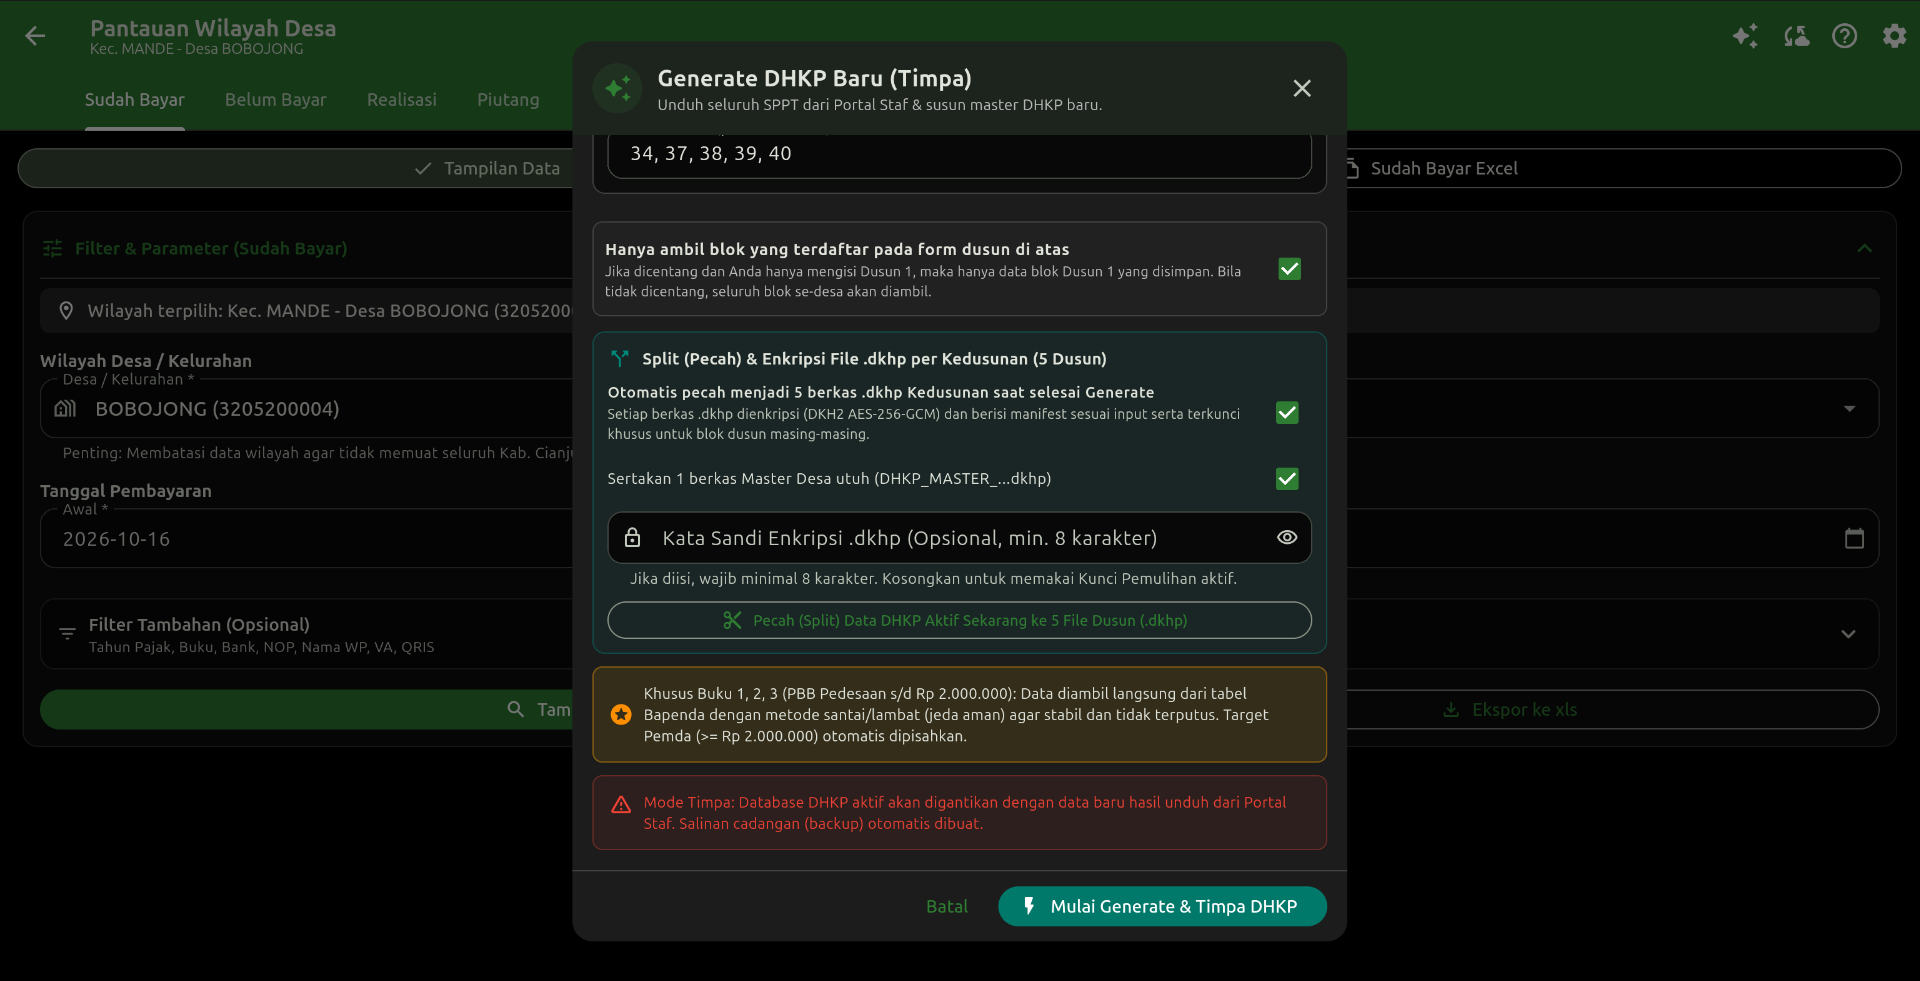 Pantauan Wilayah Desa
Kec. MANDE - Desa BOBOJONG
Sudah Bayar
Belum Bayar
Realisasi
Piutang
Tampilan Data
Sudah Bayar Excel
Filter & Parameter (Sudah Bayar)
Wilayah terpilih: Kec. MANDE - Desa BOBOJONG (320520
Wilayah Desa / Kelurahan
Desa / Kelurahan *
BOBOJONG (3205200004)
Penting: Membatasi data wilayah agar tidak memuat seluruh Kab. Cianj
Tanggal Pembayaran
Awal *
2026-10-16
Filter Tambahan (Opsional)
Tahun Pajak, Buku, Bank, NOP, Nama WP, VA, QRIS
Tam
Ekspor ke xls
Generate DHKP Baru (Timpa)
Unduh seluruh SPPT dari Portal Staf & susun master DHKP baru.
34, 37, 38, 39, 40
Hanya ambil blok yang terdaftar pada form dusun di atas
Jika dicentang dan Anda hanya mengisi Dusun 1, maka hanya data blok Dusun 1 yang disimpan. Bila
tidak dicentang, seluruh blok se-desa akan diambil.
Split (Pecah) & Enkripsi File .dkhp per Kedusunan (5 Dusun)
Otomatis pecah menjadi 5 berkas .dkhp Kedusunan saat selesai Generate
Setiap berkas .dkhp dienkripsi (DKH2 AES-256-GCM) dan berisi manifest sesuai input serta terkunci
khusus untuk blok dusun masing-masing.
Sertakan 1 berkas Master Desa utuh (DHKP_MASTER_...dkhp)
Kata Sandi Enkripsi .dkhp (Opsional, min. 8 karakter)
Jika diisi, wajib minimal 8 karakter. Kosongkan untuk memakai Kunci Pemulihan aktif.
Pecah (Split) Data DHKP Aktif Sekarang ke 5 File Dusun (.dkhp)
Khusus Buku 1, 2, 3 (PBB Pedesaan s/d Rp 2.000.000): Data diambil langsung dari tabel
Bapenda dengan metode santai/lambat (jeda aman) agar stabil dan tidak terputus. Target
Pemda (>= Rp 2.000.000) otomatis dipisahkan.
Mode Timpa: Database DHKP aktif akan digantikan dengan data baru hasil unduh dari Portal
Staf. Salinan cadangan (backup) otomatis dibuat.
Batal
Mulai Generate & Timpa DHKP